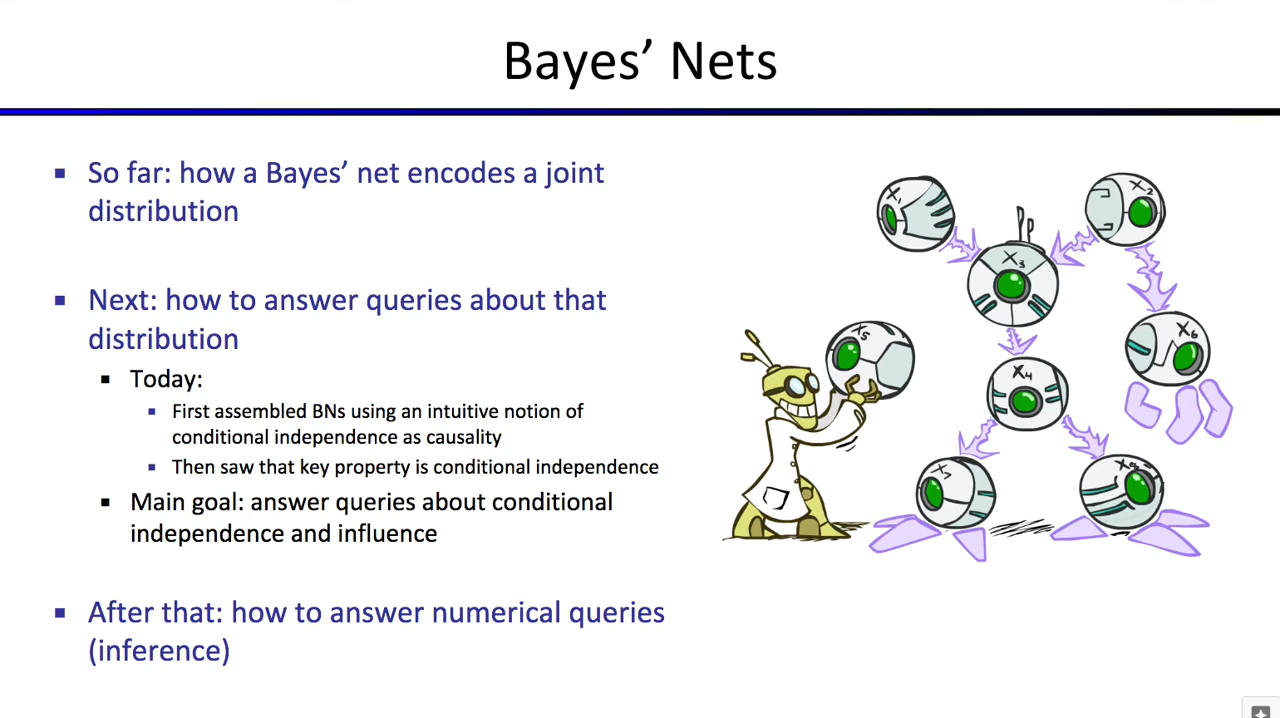 Bayes’ Nets
So far: how a Bayes’ net encodes a joint
distribution
Next: how to answer queries about that
distribution
Today:
First assembled BNs using an intuitive notion of
conditional independence as causality
Then saw that key property is conditional independence
Main goal: answer queries about conditional
independence and influence
After that: how to answer numerical queries
(inference)
X1
X2
X3
X5
X6
X4
X7